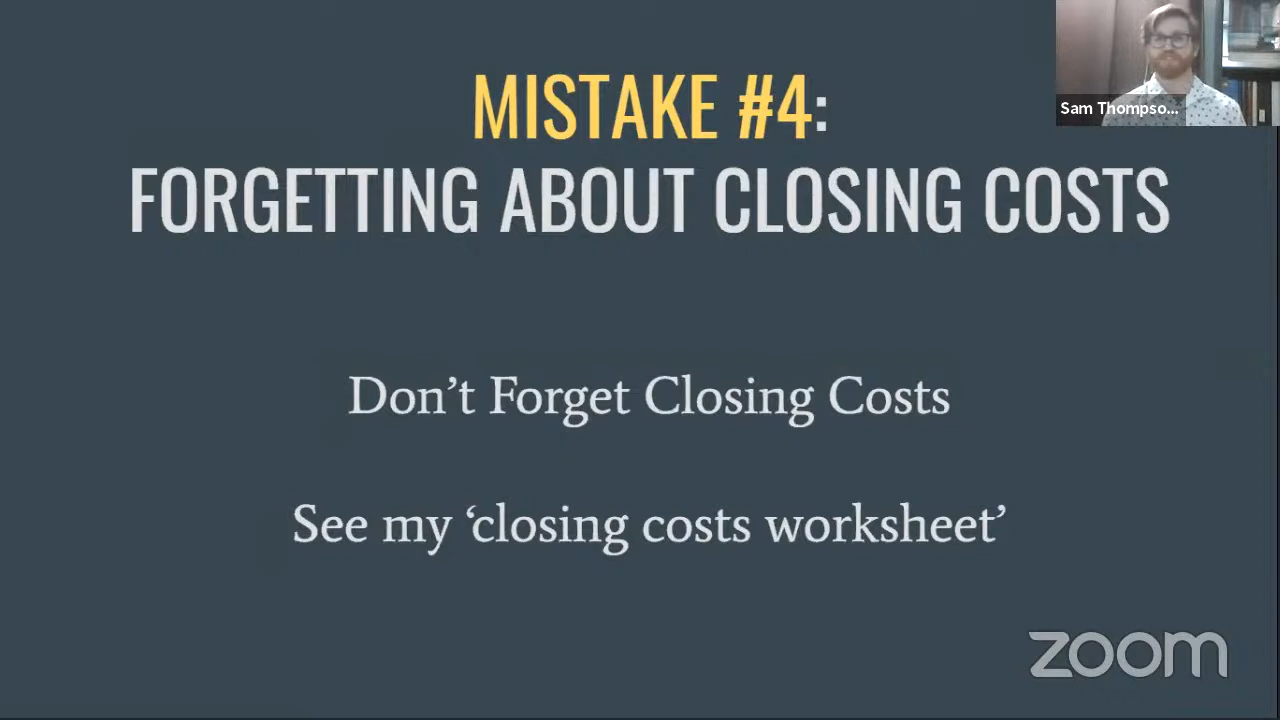 Sam Thompso...
MISTAKE #4:
FORGETTING ABOUT CLOSING COSTS
Don’t Forget Closing Costs
See my ‘closing costs worksheet’
zoom